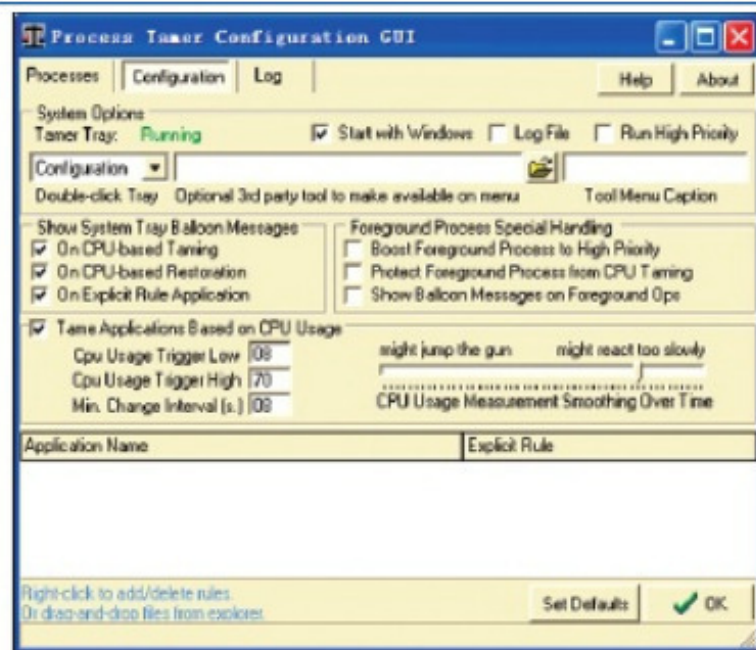 Process Tamer Configuration GUI
Processes Configuration Log Help About
System Options
Tamer Tray: Running Start with Windows Log File Run High Priority
Configuration
Double-click Tray Optional 3rd party tool to make available on menu Tool Menu Caption
Show System Tray Balloon Messages Foreground Process Special Handling
On CPU-based Taming Boost Foreground Process to High Priority
On CPU-based Restoration Protect Foreground Process from CPU Taming
On Explicit Rule Application Show Balloon Messages on Foreground Ops
Tame Applications Based on CPU Usage
Cpu Usage Trigger Low 08 might jump the gun might react too slowly
Cpu Usage Trigger High 70
Min. Change Interval (s.) 08 CPU Usage Measurement Smoothing Over Time
Application Name Explicit Rule
Right-click to add/delete rules.
Or drag-and-drop files from explorer. Set Defaults OK